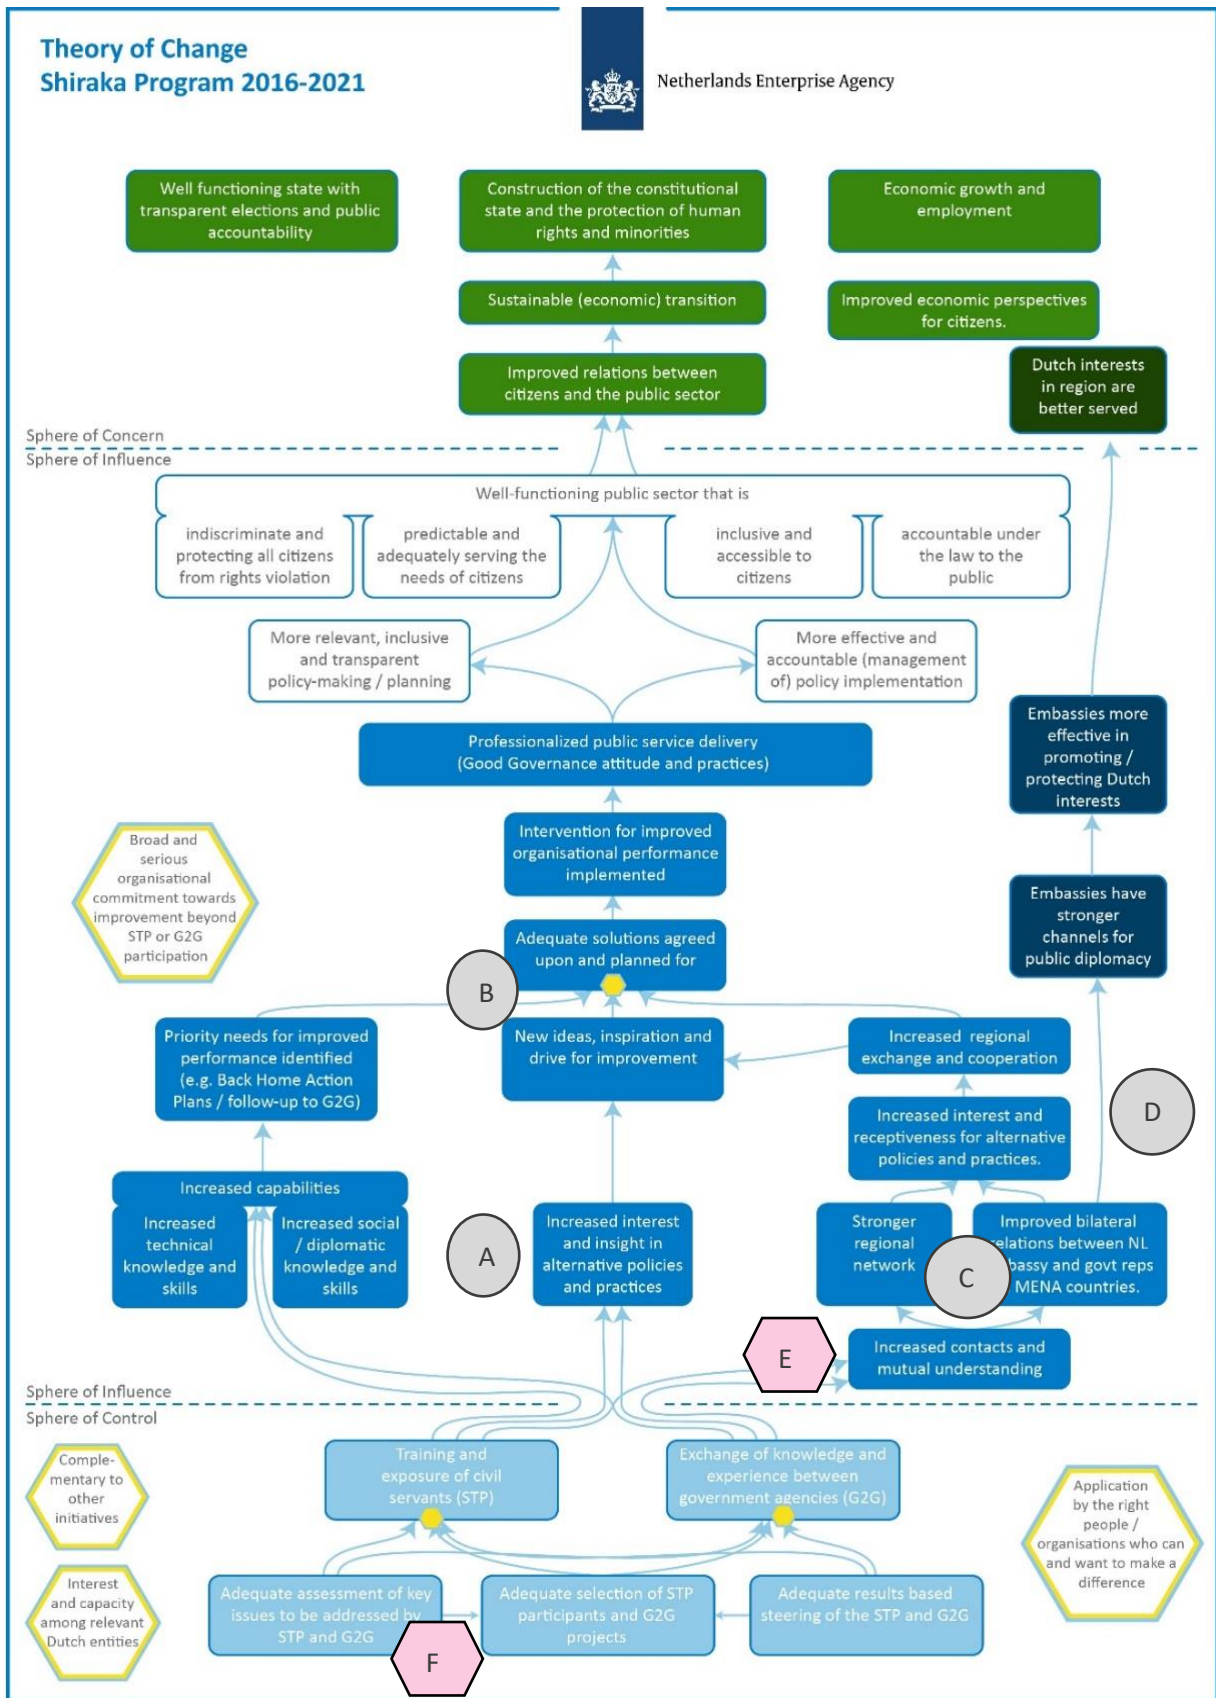 Theory of Change
Shiraka Program 2016-2021
Netherlands Enterprise Agency
Well functioning state with
transparent elections and public
accountability
Construction of the constitutional
state and the protection of human
rights and minorities
Economic growth and
employment
Sustainable (economic) transition
Improved economic perspectives
for citizens.
Improved relations between
citizens and the public sector
Dutch interests
in region are
better served
Sphere of Concern
Sphere of Influence
Well-functioning public sector that is
indiscriminate and
protecting all citizens
from rights violation
predictable and
adequately serving the
needs of citizens
inclusive and
accessible to
citizens
accountable under
the law to the
public
More relevant, inclusive
and transparent
policy-making / planning
More effective and
accountable (management
of) policy implementation
Embassies more
effective in
promoting /
protecting Dutch
interests
Professionalized public service delivery
(Good Governance attitude and practices)
Intervention for improved
organisational performance
implemented
Broad and
serious
organisational
commitment towards
improvement beyond
STP or G2G
participation
Embassies have
stronger
channels for
public diplomacy
Adequate solutions agreed
upon and planned for
B
Priority needs for improved
performance identified
(e.g. Back Home Action
Plans / follow-up to G2G)
New ideas, inspiration and
drive for improvement
Increased regional
exchange and cooperation
D
Increased interest and
receptiveness for alternative
policies and practices.
Increased capabilities
Increased
technical
knowledge and
skills
Increased social
/ diplomatic
knowledge and
skills
A
Increased interest
and insight in
alternative policies
and practices
Stronger
regional
network
C
Improved bilateral
relations between NL
bassy and govt reps
MENA countries.
E
Increased contacts and
mutual understanding
Sphere of Influence
Sphere of Control
Comple-
mentary to
other
initiatives
Training and
exposure of civil
servants (STP)
Exchange of knowledge and
experience between
government agencies (G2G)
Application
by the right
people /
organisations who can
and want to make a
difference
Interest
and capacity
among relevant
Dutch entities
Adequate assessment of key
issues to be addressed by
STP and G2G
Adequate selection of STP
participants and G2G
projects
Adequate results based
steering of the STP and G2G
F